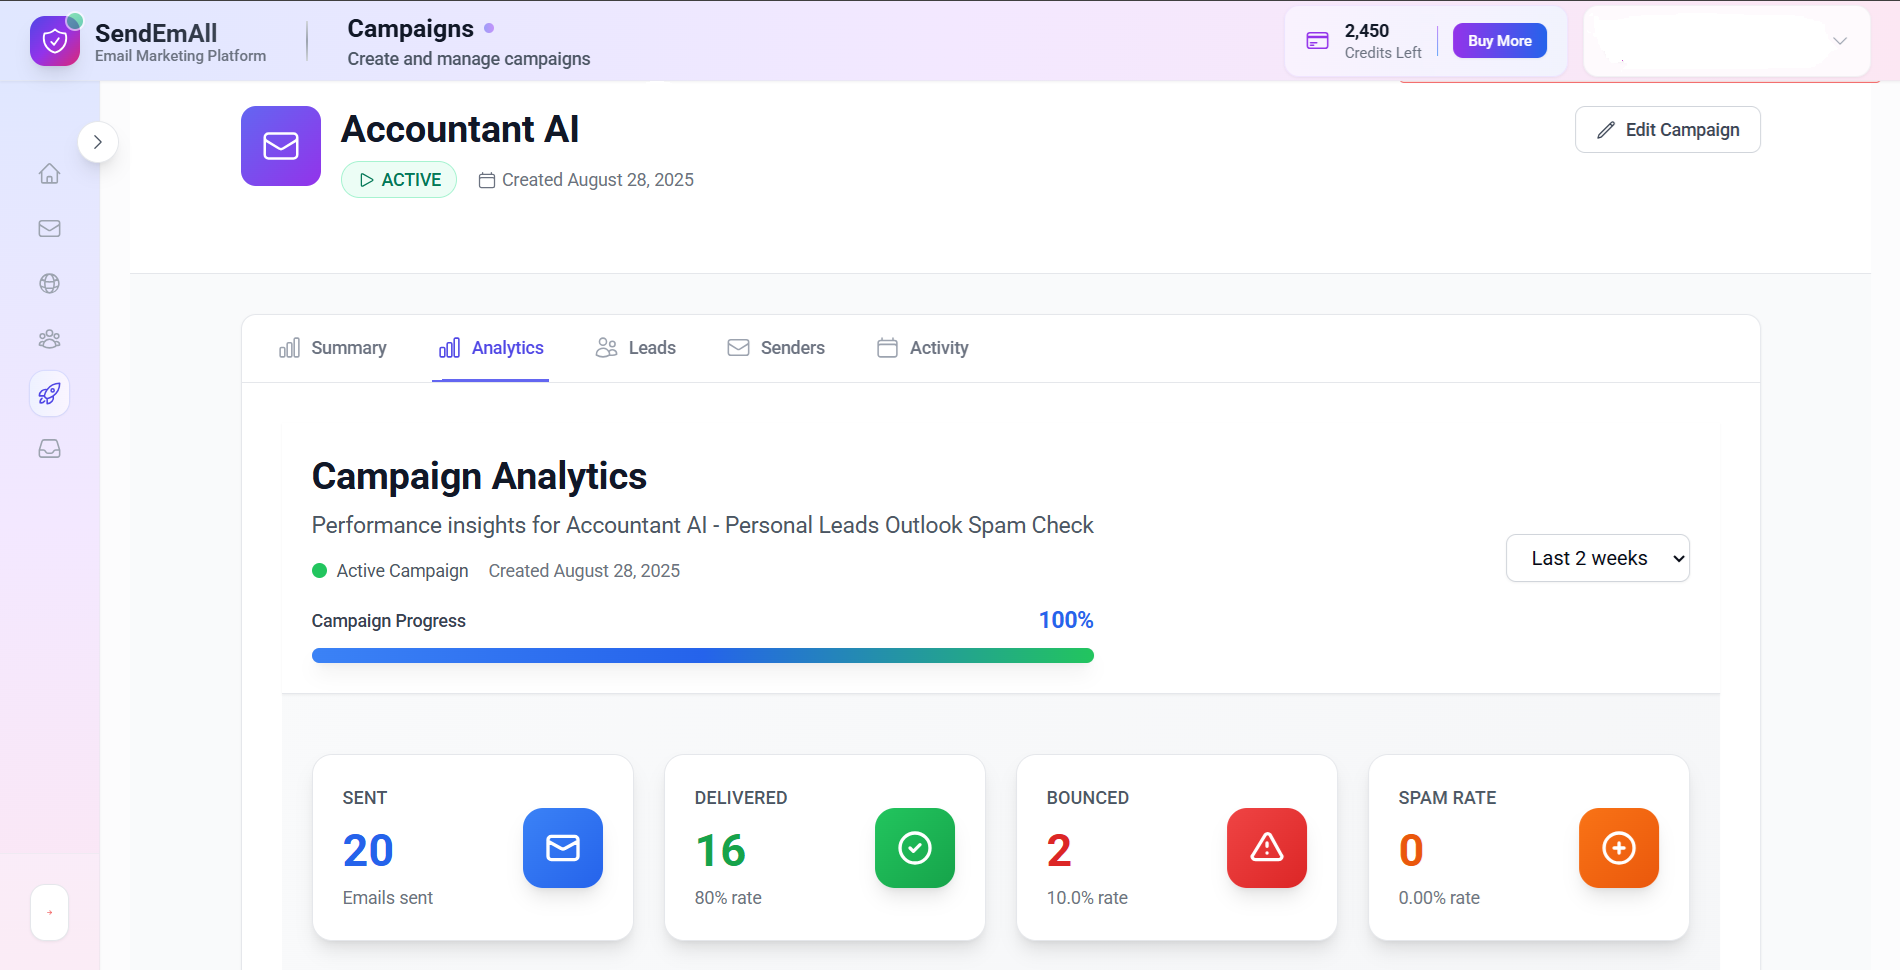 SendEmAll
Email Marketing Platform
Campaigns
Create and manage campaigns
2,450
Credits Left
Buy More
Accountant AI
ACTIVE
Created August 28, 2025
Edit Campaign
Summary
Analytics
Leads
Senders
Activity
Campaign Analytics
Performance insights for Accountant AI - Personal Leads Outlook Spam Check
Active Campaign
Created August 28, 2025
Last 2 weeks
Campaign Progress
100%
SENT
20
Emails sent
DELIVERED
16
80% rate
BOUNCED
2
10.0% rate
SPAM RATE
0
0.00% rate